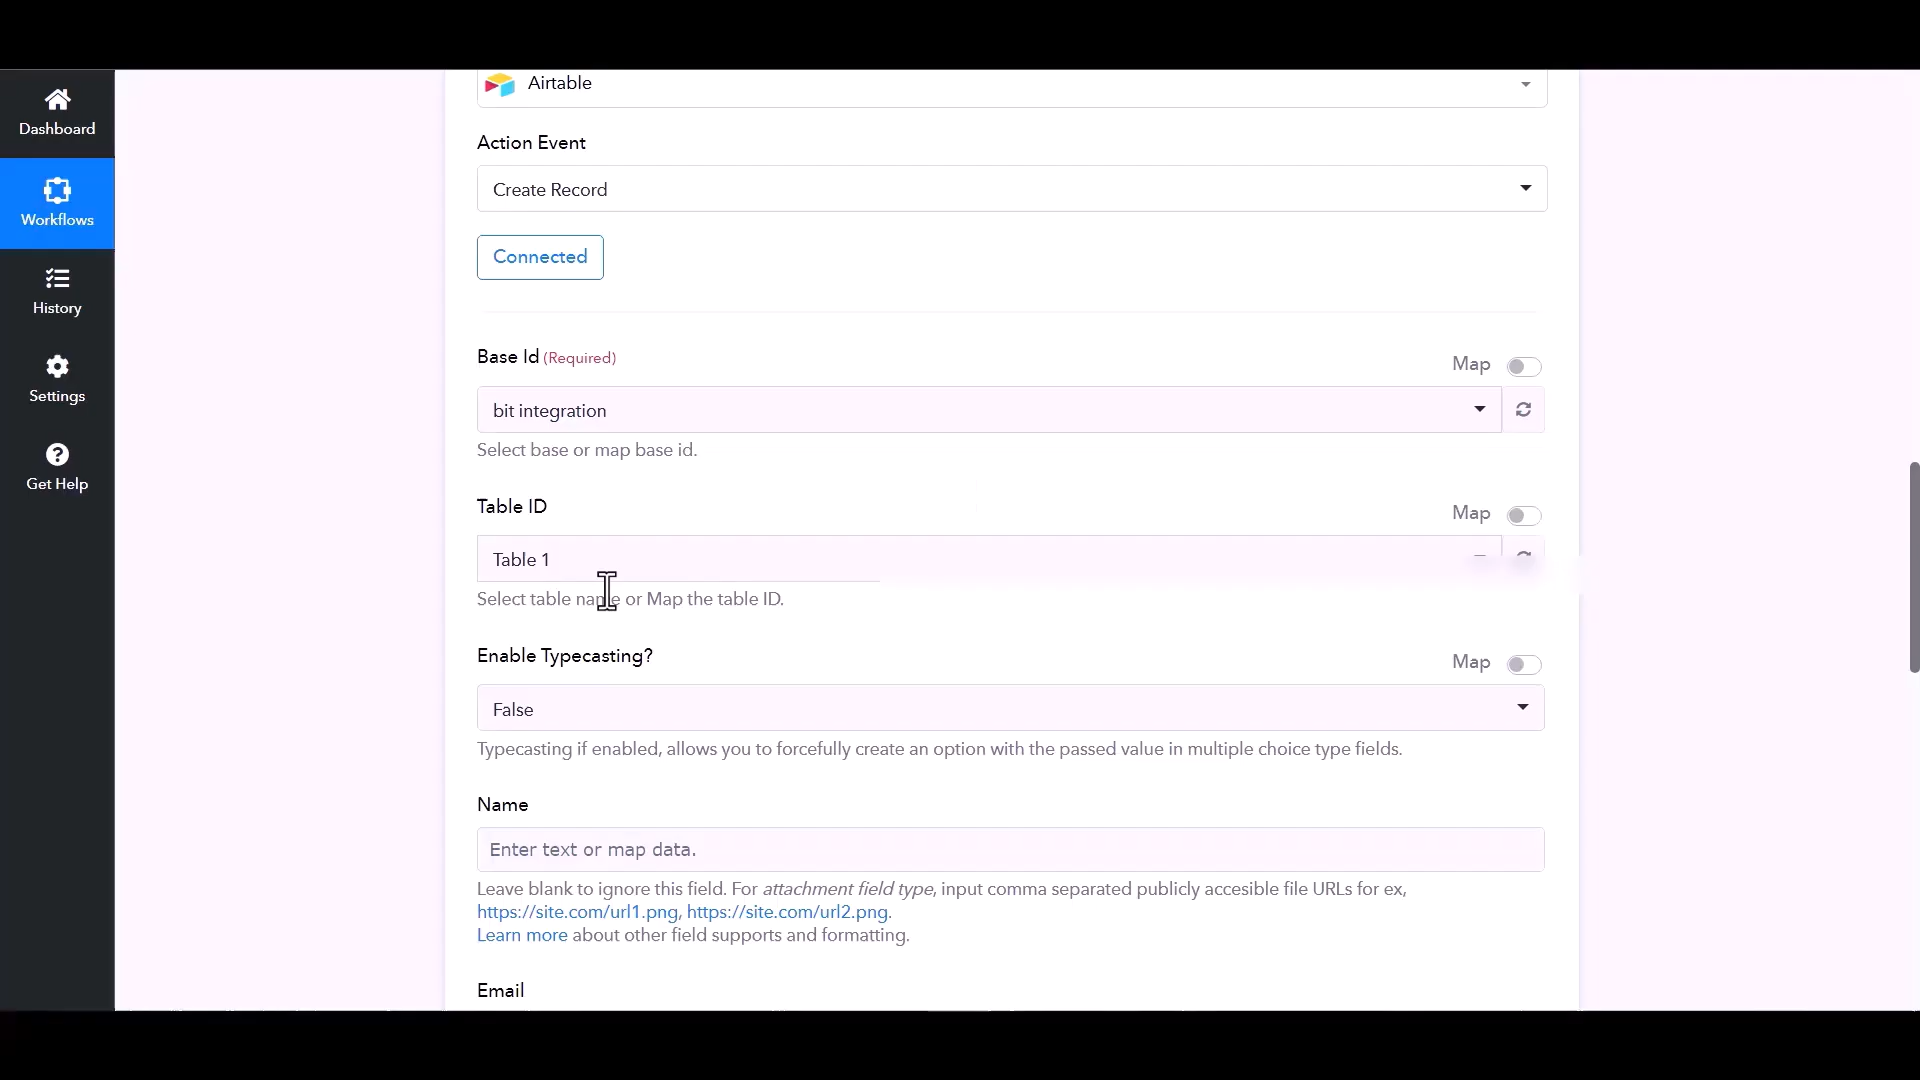 Airtable
Dashboard
Action Event
Create Record
Workflows
Connected
History
Base Id (Required)
Map
Settings
bit integration
Select base or map base id.
Get Help
Table ID
Map
Table 1
Select table name or Map the table ID.
Enable Typecasting?
Map
False
Typecasting if enabled, allows you to forcefully create an option with the passed value in multiple choice type fields.
Name
Enter text or map data.
Leave blank to ignore this field. For attachment field type, input comma separated publicly accesible file URLs for ex,
https://site.com/url1.png, https://site.com/url2.png.
Learn more about other field supports and formatting.
Email